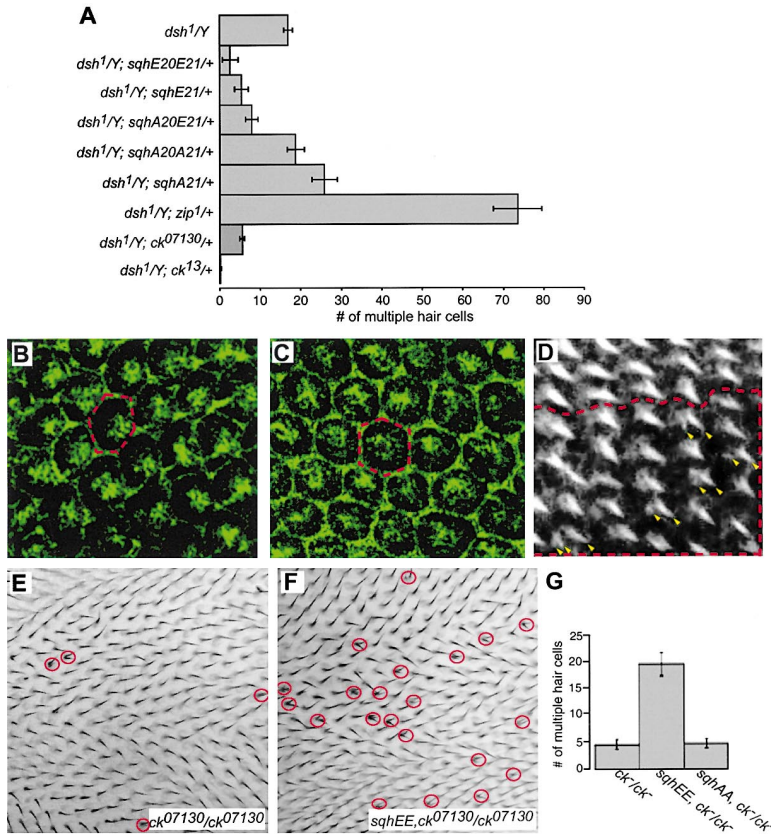 A
dsh1/Y
dsh1/Y; sqhE20E21/+
dsh1/Y; sqhE21/+
dsh1/Y; sqhA20E21/+
dsh1/Y; sqhA20A21/+
dsh1/Y; sqhA21/+
dsh1/Y; zip1/+
dsh1/Y; ck07130/+
dsh1/Y; ck13/+
0 10 20 30 40 50 60 70 80 90
# of multiple hair cells
B
C
D
E
ck07130/ck07130
F
sqhEE,ck07130/ck07130
G
# of multiple hair cells
25
20
15
10
5
0
ck-/ck-
sqhEE, ck-/ck-
sqhAA, ck-/ck-